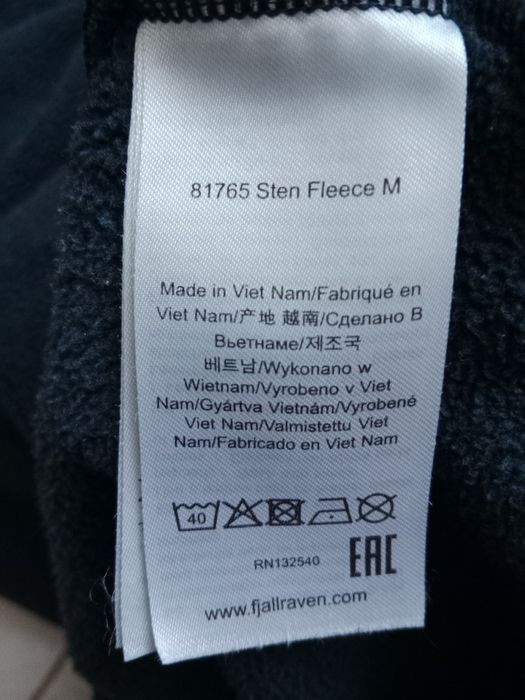 81765 Sten Fleece M
Made in Viet Nam/Fabriqué en
Viet Nam/产地 越南/Сделано В
Вьетнаме/제조국
베트남/Wykonano w
Wietnam/Vyrobeno v Viet
Nam/Gyártva Vietnám/Vyrobené
Viet Nam/Valmistettu Viet
Nam/Fabricado en Viet Nam
40
RN132540 EAC
www.fjallraven.com